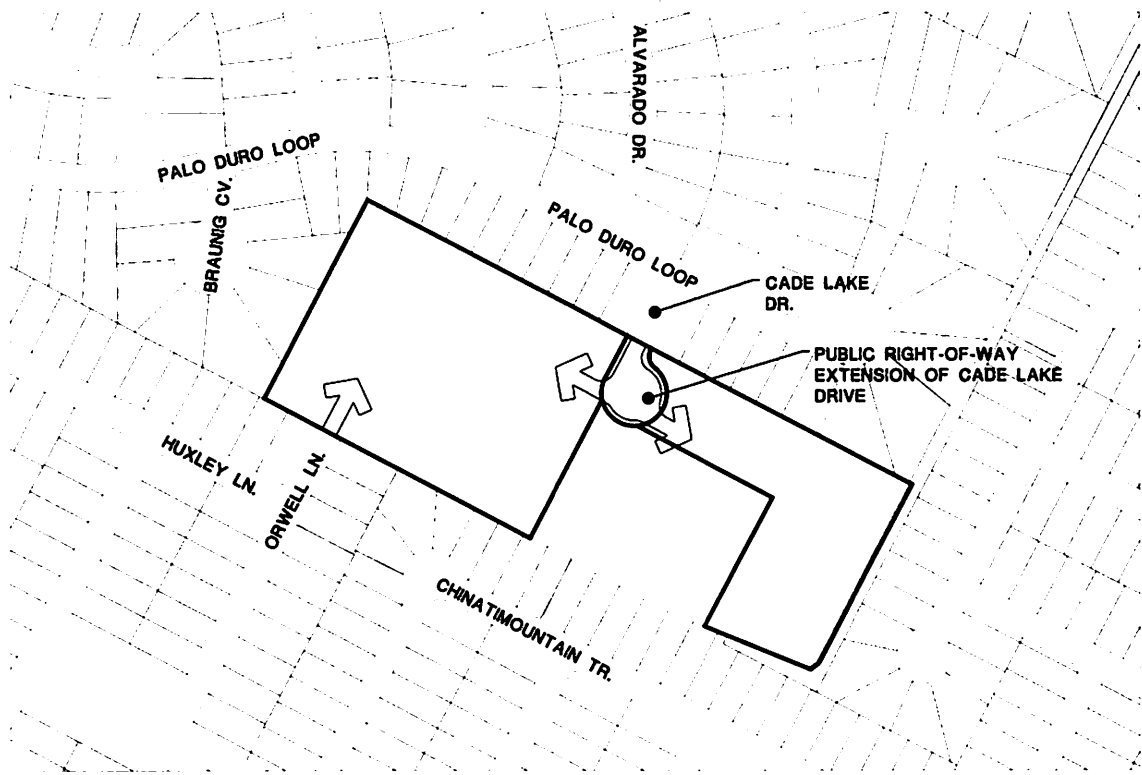 ALVARADO DR.
PALO DURO LOOP
BRAUNIG CV.
PALO DURO LOOP
CADE LAKE
DR.
PUBLIC RIGHT-OF-WAY
EXTENSION OF CADE LAKE
DRIVE
HUXLEY LN.
ORWELL LN.
CHINATIMOUNTAIN TR.